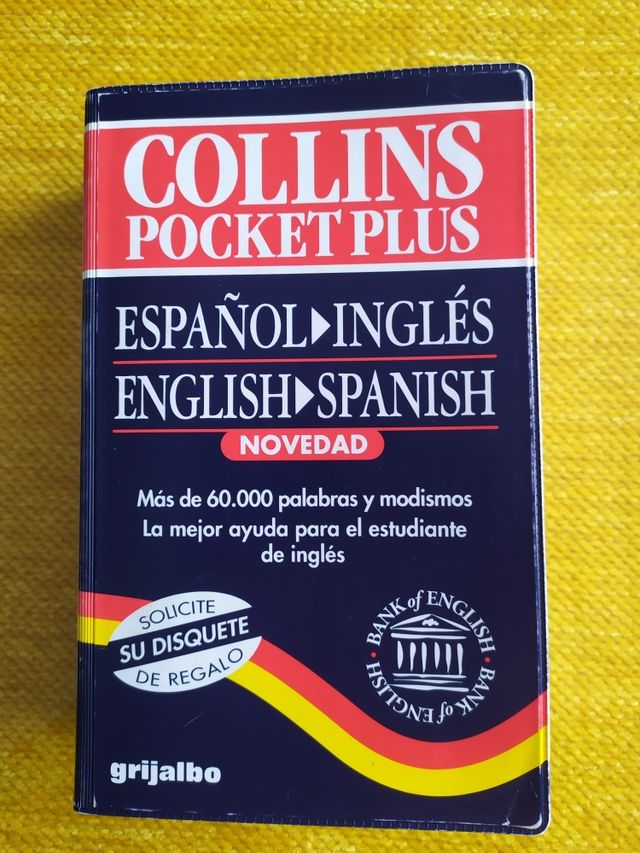 COLLINS
POCKET PLUS
ESPAÑOL▶INGLÉS
ENGLISH▶SPANISH
NOVEDAD
Más de 60.000 palabras y modismos
La mejor ayuda para el estudiante
de inglés
SOLICITE
SU DISQUETE
DE REGALO
BANK of ENGLISH • BANK of ENGLISH •
grijalbo